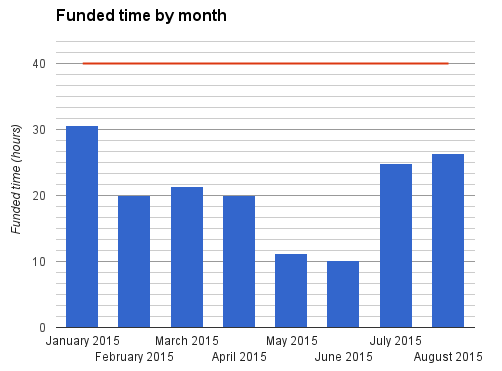 Funded time by month
Funded time (hours)
40
30
20
10
0
January 2015
February 2015
March 2015
April 2015
May 2015
June 2015
July 2015
August 2015